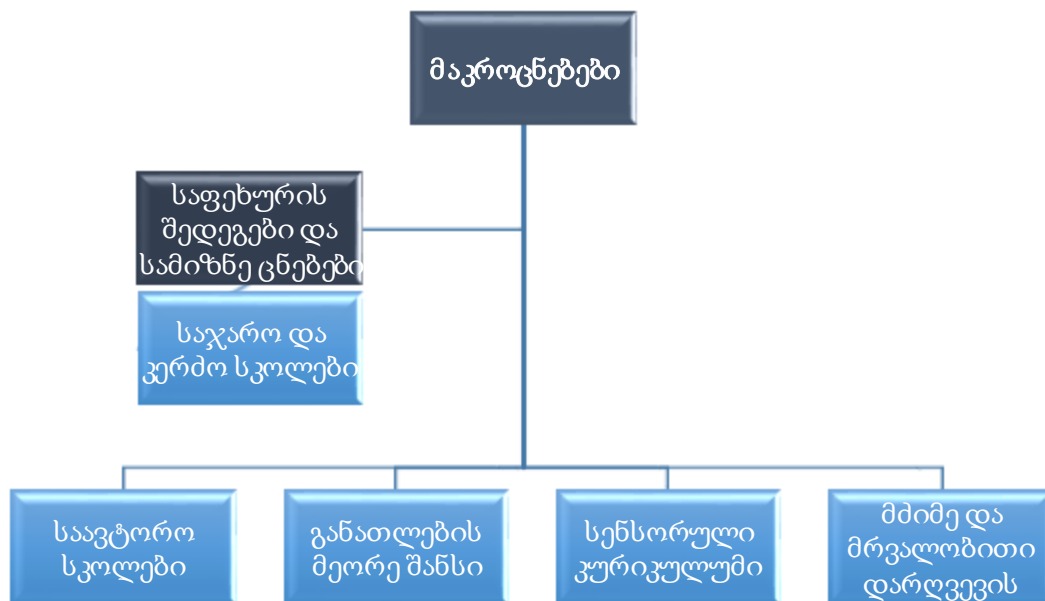 მაკროცნებები
საფეხურის
შედეგები და
სამიზნე ცნებები
საჯარო და
კერძო სკოლები
საავტორო
სკოლები
განათლების
მეორე შანსი
სენსორული
კურიკულუმი
მძიმე და
მრვალობითი
დარღვევის